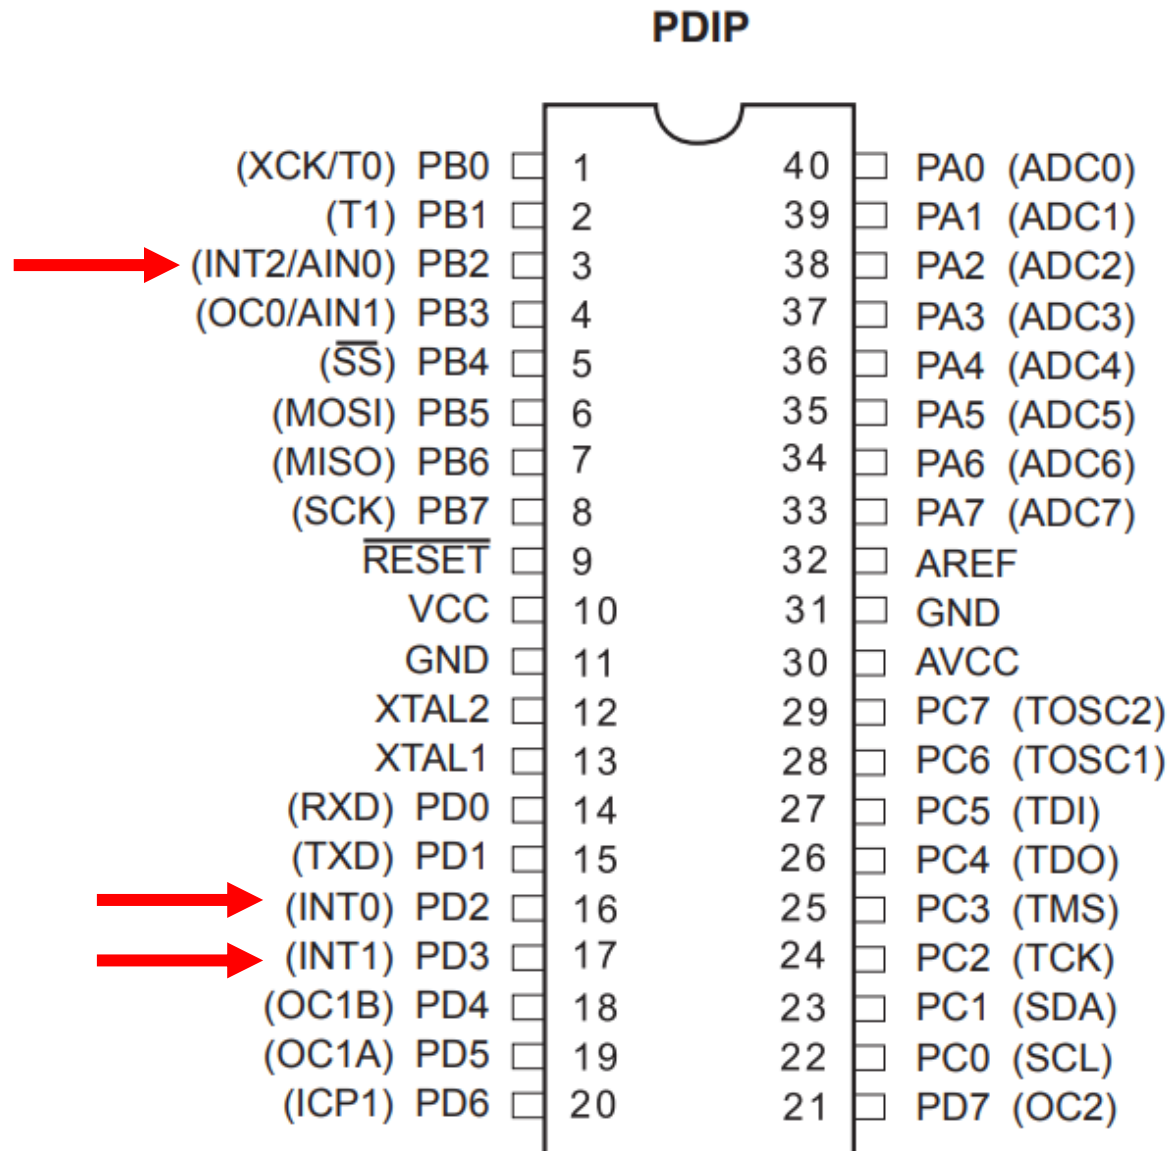 PDIP
(XCK/T0) PB0 1 40 PA0 (ADC0)
(T1) PB1 2 39 PA1 (ADC1)
(INT2/AIN0) PB2 3 38 PA2 (ADC2)
(OC0/AIN1) PB3 4 37 PA3 (ADC3)
(SS) PB4 5 36 PA4 (ADC4)
(MOSI) PB5 6 35 PA5 (ADC5)
(MISO) PB6 7 34 PA6 (ADC6)
(SCK) PB7 8 33 PA7 (ADC7)
RESET 9 32 AREF
VCC 10 31 GND
GND 11 30 AVCC
XTAL2 12 29 PC7 (TOSC2)
XTAL1 13 28 PC6 (TOSC1)
(RXD) PD0 14 27 PC5 (TDI)
(TXD) PD1 15 26 PC4 (TDO)
(INT0) PD2 16 25 PC3 (TMS)
(INT1) PD3 17 24 PC2 (TCK)
(OC1B) PD4 18 23 PC1 (SDA)
(OC1A) PD5 19 22 PC0 (SCL)
(ICP1) PD6 20 21 PD7 (OC2)